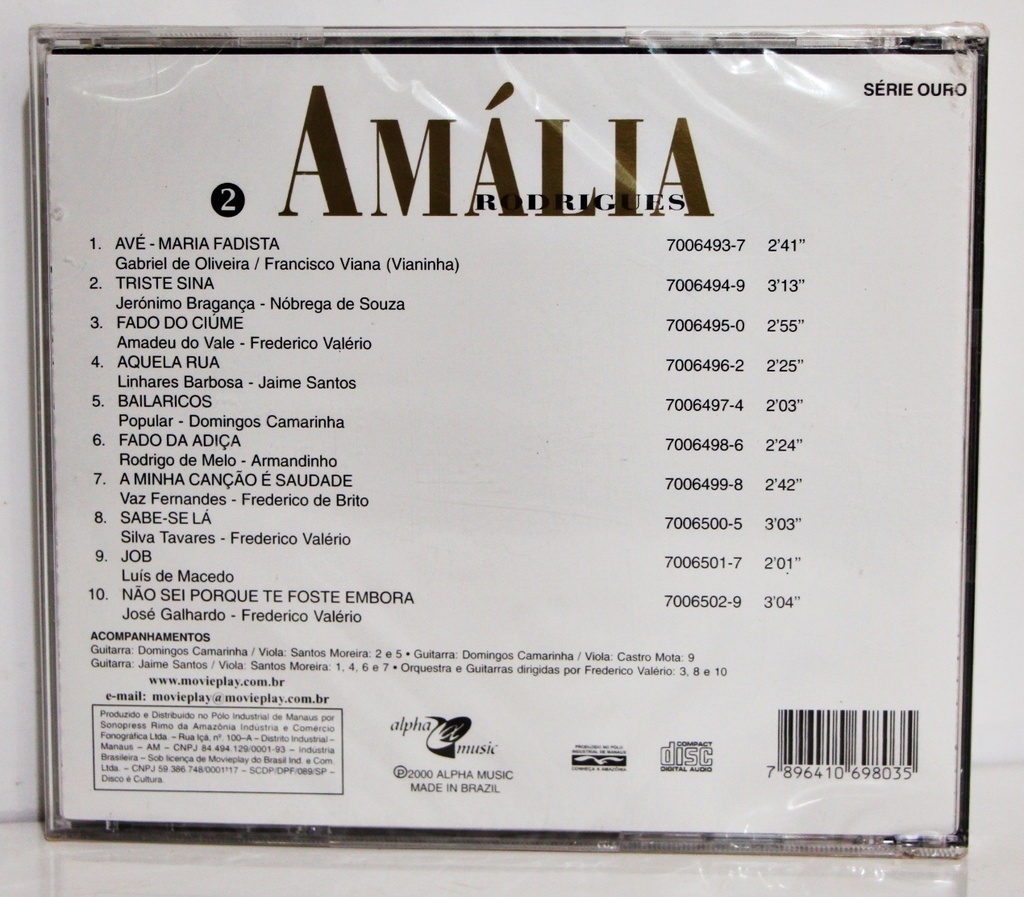 SÉRIE OURO
AMÁLIA
2 RODRIGUES
1. AVÉ - MARIA FADISTA 7006493-7 2'41"
Gabriel de Oliveira / Francisco Viana (Vianinha)
2. TRISTE SINA 7006494-9 3'13"
Jerónimo Bragança - Nóbrega de Souza
3. FADO DO CIÚME 7006495-0 2'55"
Amadeu do Vale - Frederico Valério
4. AQUELA RUA 7006496-2 2'25"
Linhares Barbosa - Jaime Santos
5. BAILARICOS 7006497-4 2'03"
Popular - Domingos Camarinha
6. FADO DA ADIÇA 7006498-6 2'24"
Rodrigo de Melo - Armandinho
7. A MINHA CANÇÃO É SAUDADE 7006499-8 2'42"
Vaz Fernandes - Frederico de Brito
8. SABE-SE LÁ 7006500-5 3'03"
Silva Tavares - Frederico Valério
9. JOB 7006501-7 2'01"
Luís de Macedo
10. NÃO SEI PORQUE TE FOSTE EMBORA 7006502-9 3'04"
José Galhardo - Frederico Valério
ACOMPANHAMENTOS
Guitarra: Domingos Camarinha / Viola: Santos Moreira: 2 e 5 • Guitarra: Domingos Camarinha / Viola: Castro Mota: 9
Guitarra: Jaime Santos / Viola: Santos Moreira: 1, 4, 6 e 7 • Orquestra e Guitarras dirigidas por Frederico Valério: 3, 8 e 10
www.movieplay.com.br
e-mail: movieplay@movieplay.com.br
Produzido e Distribuido no Pólo Industrial de Manaus por
Sonopress Rimo da Amazônia Indústria e Comércio
Fonográfica Ltda. – Rua Içá, nº 100–A – Distrito Industrial –
Manaus – AM – CNPJ 84.494.129/0001-93 – Indústria
Brasileira – Sob licença de Movieplay do Brasil Ind. e Com.
Ltda. – CNPJ 59.386.748/0001"17 – SCDP/DPF/089/SP –
Disco é Cultura.
alpha a music
℗2000 ALPHA MUSIC
MADE IN BRAZIL
PRODUZIDO NO PÓLO
INDUSTRIAL DE MANAUS
CONHEÇA A AMAZÔNIA
COMPACT
disc
DIGITAL AUDIO
7 896410 698035